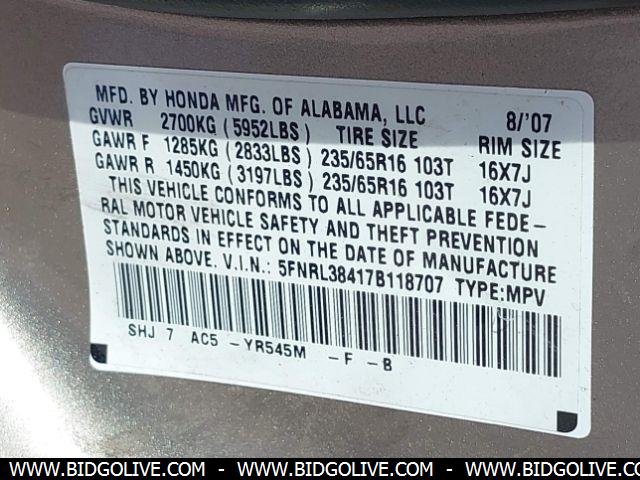 MFD. BY HONDA MFG. OF ALABAMA, LLC 8/'07
GVWR 2700KG (5952LBS) TIRE SIZE RIM SIZE
GAWR F 1285KG (2833LBS) 235/65R16 103T 16X7J
GAWR R 1450KG (3197LBS) 235/65R16 103T 16X7J
THIS VEHICLE CONFORMS TO ALL APPLICABLE FEDE-
RAL MOTOR VEHICLE SAFETY AND THEFT PREVENTION
STANDARDS IN EFFECT ON THE DATE OF MANUFACTURE
SHOWN ABOVE. V.I.N.: 5FNRL38417B118707 TYPE:MPV
SHJ 7 AC5 -YR545M -F -B
WWW.BIDGOLIVE.COM - WWW.BIDGOLIVE.COM - WWW.BIDGOLIVE.COM